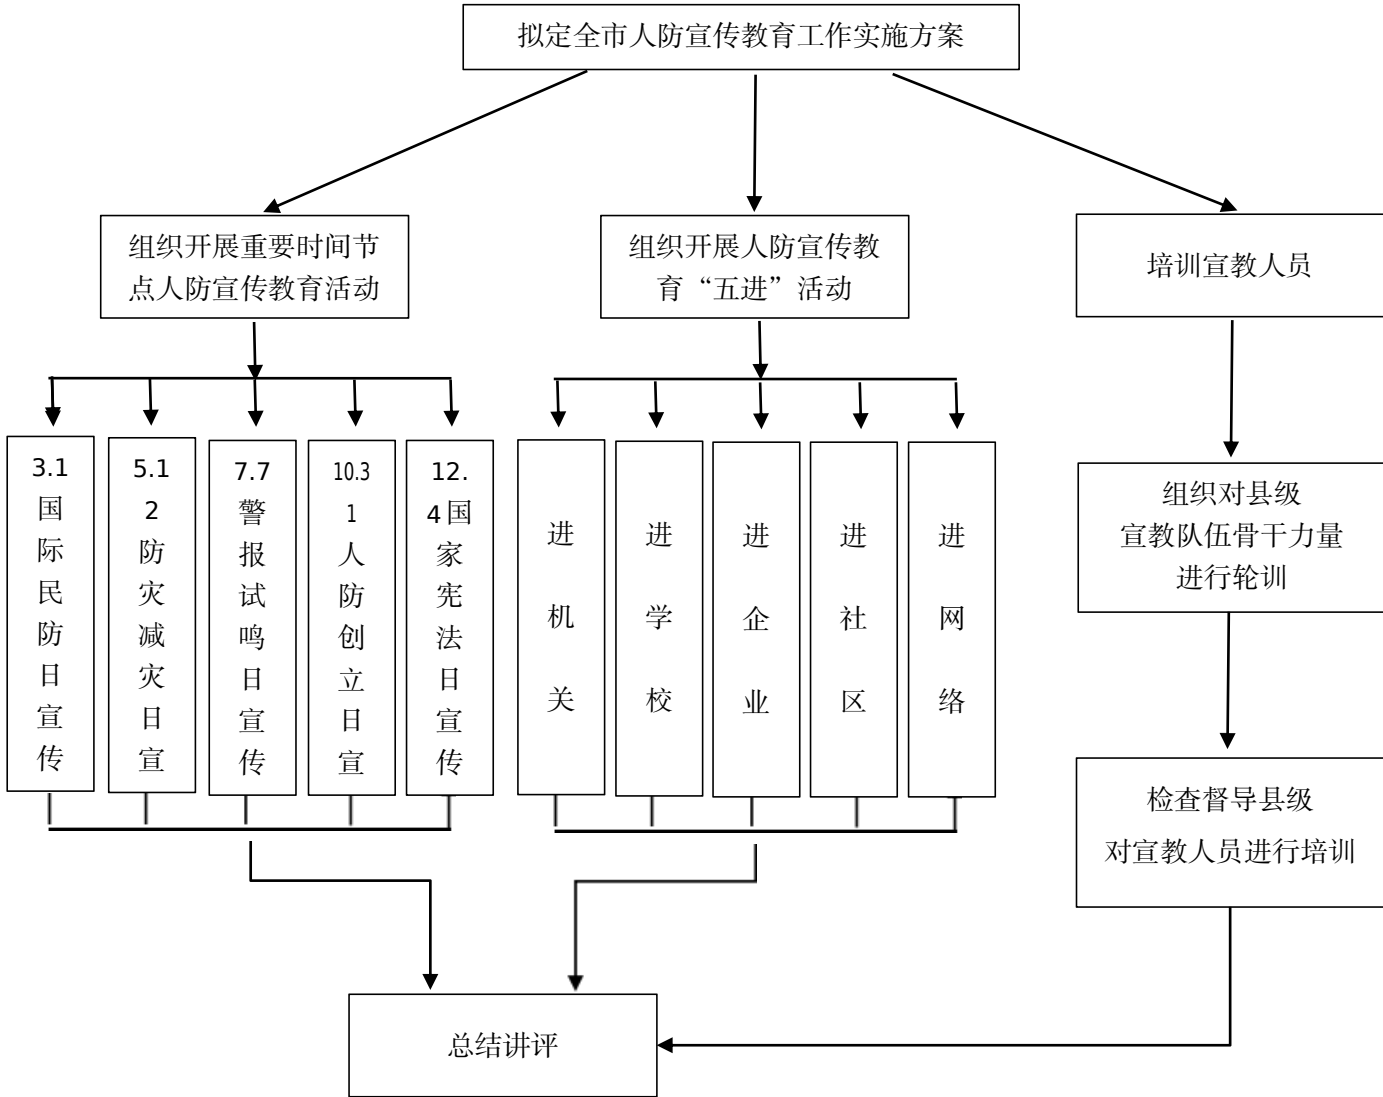 拟定全市人防宣传教育工作实施方案
组织开展重要时间节
点人防宣传教育活动
组织开展人防宣传教
育“五进”活动
培训宣教人员
3.1
国
际
民
防
日
宣
传
5.1
2
防
灾
减
灾
日
宣
7.7
警
报
试
鸣
日
宣
传
10.3
1
人
防
创
立
日
宣
12.
4国
家
宪
法
日
宣
传
进
机
关
进
学
校
进
企
业
进
社
区
进
网
络
组织对县级
宣教队伍骨干力量
进行轮训
检查督导县级
对宣教人员进行培训
总结讲评